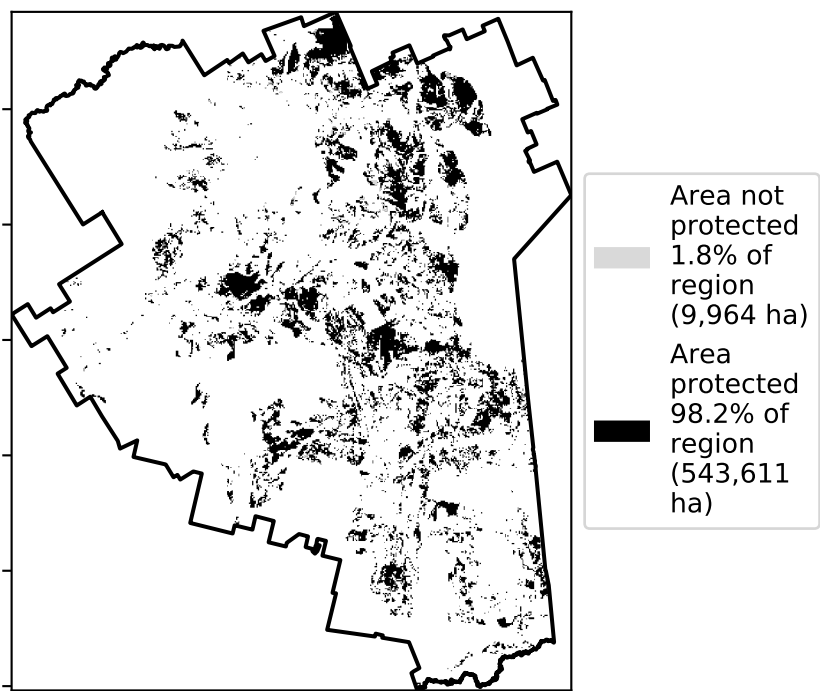 Area not
protected
1.8% of
region
(9,964 ha)
Area
protected
98.2% of
region
(543,611
ha)